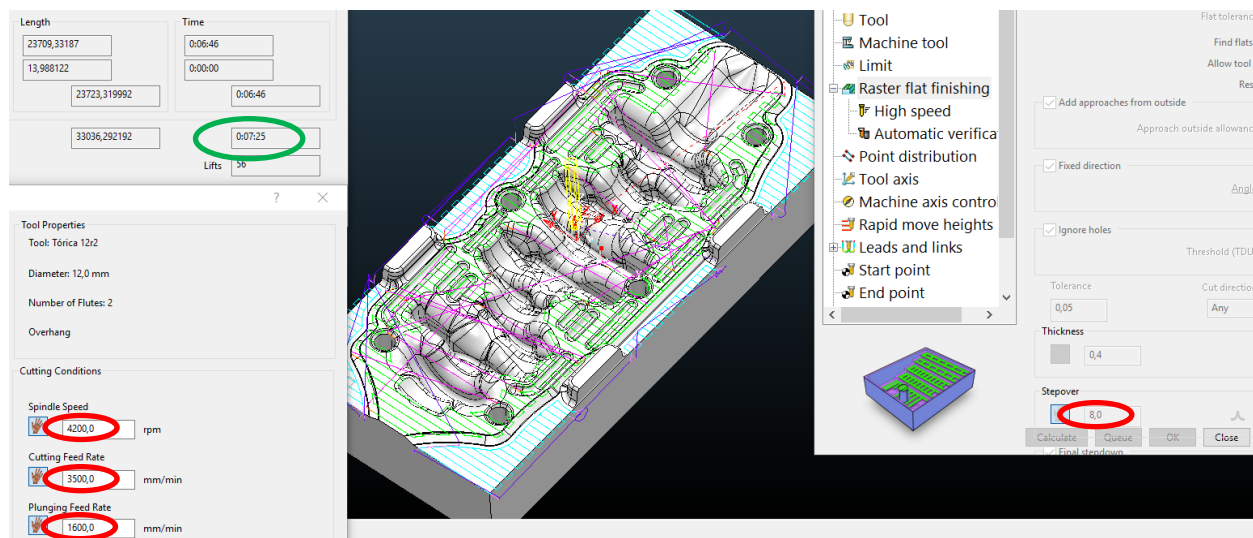 Length
Time
23709,33187
0:06:46
13,988122
0:00:00
23723,319992
0:06:46
33036,292192
0:07:25
Lifts
56
?
Tool Properties
Tool: Tórica 12r2
Diameter: 12,0 mm
Number of Flutes: 2
Overhang
Cutting Conditions
Spindle Speed
4200,0 rpm
Cutting Feed Rate
3500,0 mm/min
Plunging Feed Rate
1600,0 mm/min
Tool
Machine tool
Limit
Raster flat finishing
High speed
Automatic verifica
Point distribution
Tool axis
Machine axis contro
Rapid move heights
Leads and links
Start point
End point
Flat toleranc
Find flats
Allow tool
Res
Add approaches from outside
Approach outside allowanc
Fixed direction
Angl
Ignore holes
Threshold (TDU
Tolerance
Cut direction
0,05
Any
Thickness
0,4
Stepover
8,0
Calculate
Queue
OK
Close
Final stepdown